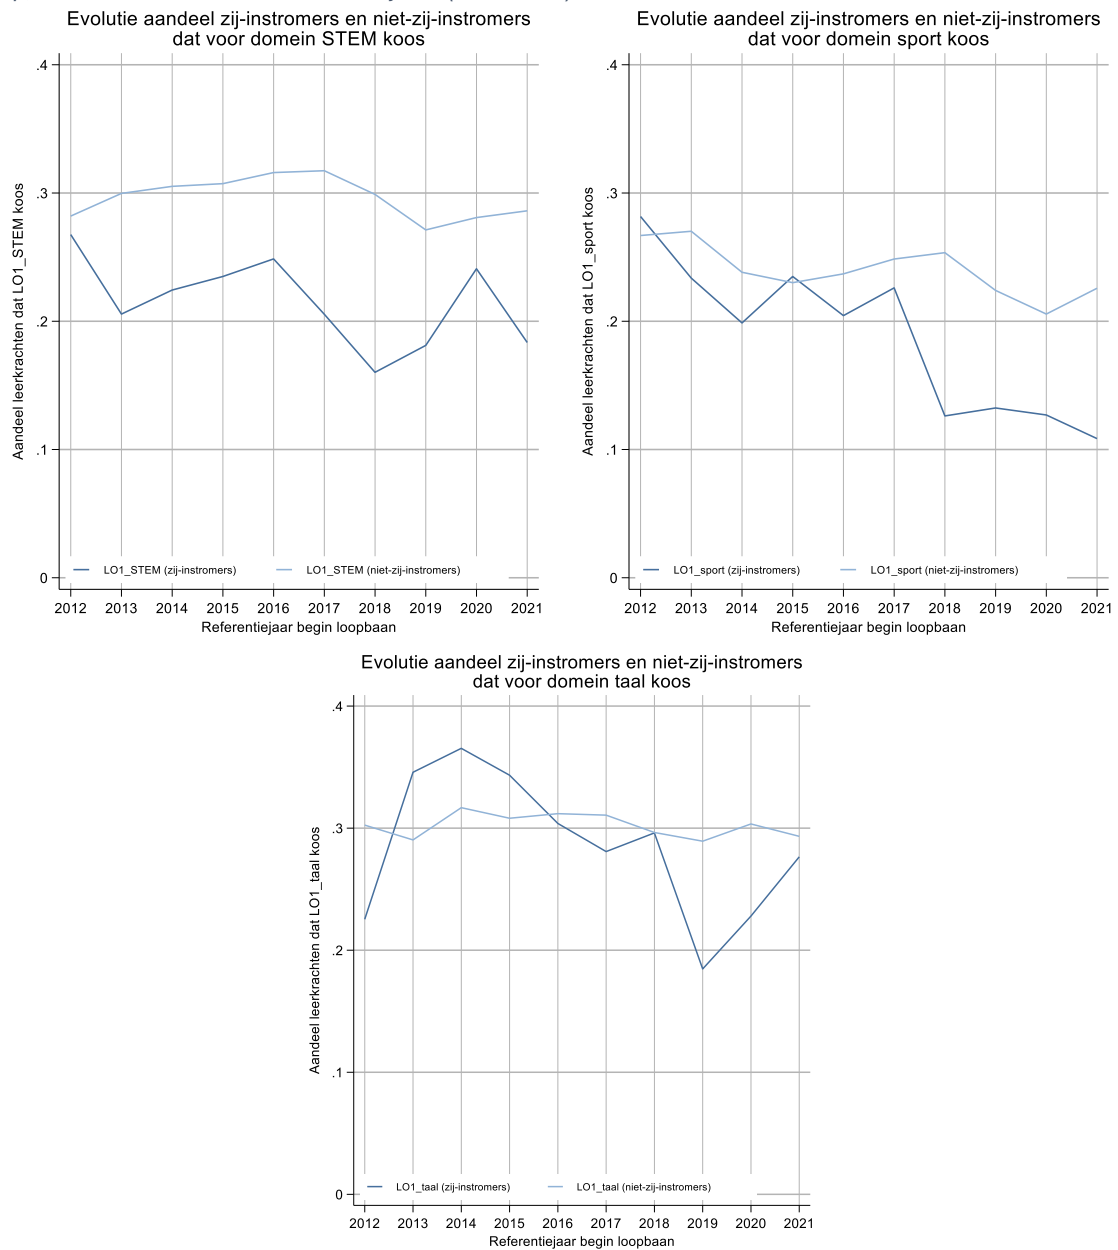 Evolutie aandeel zij-instromers en niet-zij-instromers
dat voor domein STEM koos
Aandeel leerkrachten dat LO1_STEM koos
.4
.3
.2
.1
0
LO1_STEM (zij-instromers)
LO1_STEM (niet-zij-instromers)
2012 2013 2014 2015 2016 2017 2018 2019 2020 2021
Referentiejaar begin loopbaan
Evolutie aandeel zij-instromers en niet-zij-instromers
dat voor domein sport koos
Aandeel leerkrachten dat LO1_sport koos
.4
.3
.2
.1
0
LO1_sport (zij-instromers)
LO1_sport (niet-zij-instromers)
2012 2013 2014 2015 2016 2017 2018 2019 2020 2021
Referentiejaar begin loopbaan
Evolutie aandeel zij-instromers en niet-zij-instromers
dat voor domein taal koos
Aandeel leerkrachten dat LO1_taal koos
.4
.3
.2
.1
0
LO1_taal (zij-instromers)
LO1_taal (niet-zij-instromers)
2012 2013 2014 2015 2016 2017 2018 2019 2020 2021
Referentiejaar begin loopbaan